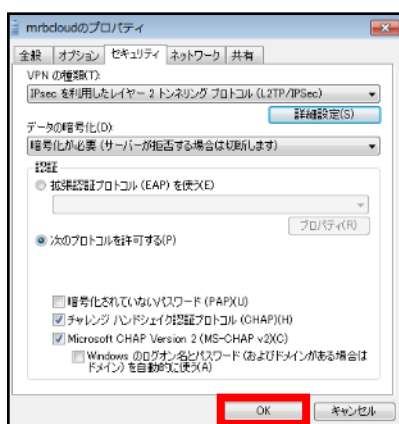 mrbcloudのプロパティ
全般 オプション セキュリティ ネットワーク 共有
VPN の種類(T):
IPsec を利用したレイヤー 2 トンネリング プロトコル (L2TP/IPSec)
詳細設定(S)
データの暗号化(D):
暗号化が必要 (サーバーが拒否する場合は切断します)
認証
拡張認証プロトコル (EAP) を使う(E)
プロパティ(R)
次のプロトコルを許可する(P)
暗号化されていないパスワード (PAP)(U)
チャレンジ ハンドシェイク認証プロトコル (CHAP)(H)
Microsoft CHAP Version 2 (MS-CHAP v2)(C)
Windows のログオン名とパスワード (およびドメインがある場合は
ドメイン) を自動的に使う(A)
OK キャンセル